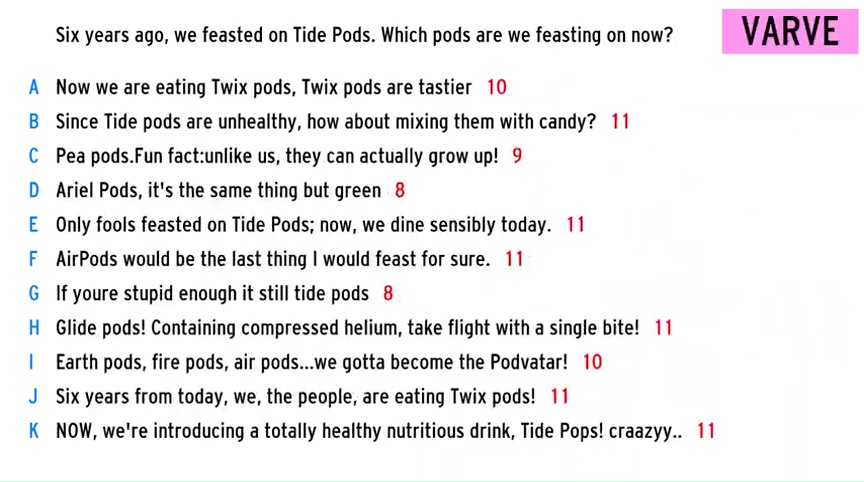 Six years ago, we feasted on Tide Pods. Which pods are we feasting on now?
VARVE
A Now we are eating Twix pods, Twix pods are tastier 10
B Since Tide pods are unhealthy, how about mixing them with candy? 11
C Pea pods.Fun fact:unlike us, they can actually grow up! 9
D Ariel Pods, it's the same thing but green 8
E Only fools feasted on Tide Pods; now, we dine sensibly today. 11
F AirPods would be the last thing I would feast for sure. 11
G If youre stupid enough it still tide pods 8
H Glide pods! Containing compressed helium, take flight with a single bite! 11
I Earth pods, fire pods, air pods...we gotta become the Podvatar! 10
J Six years from today, we, the people, are eating Twix pods! 11
K NOW, we're introducing a totally healthy nutritious drink, Tide Pops! craazyy.. 11